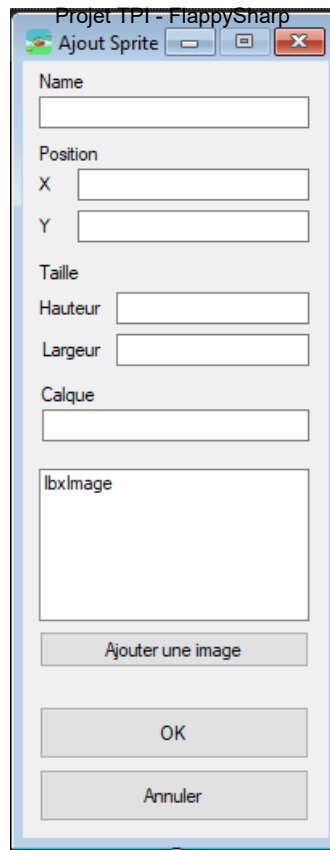 Projet TPI - FlappySharp
Ajout Sprite
Name
Position
X
Y
Taille
Hauteur
Largeur
Calque
lbxImage
Ajouter une image
OK
Annuler